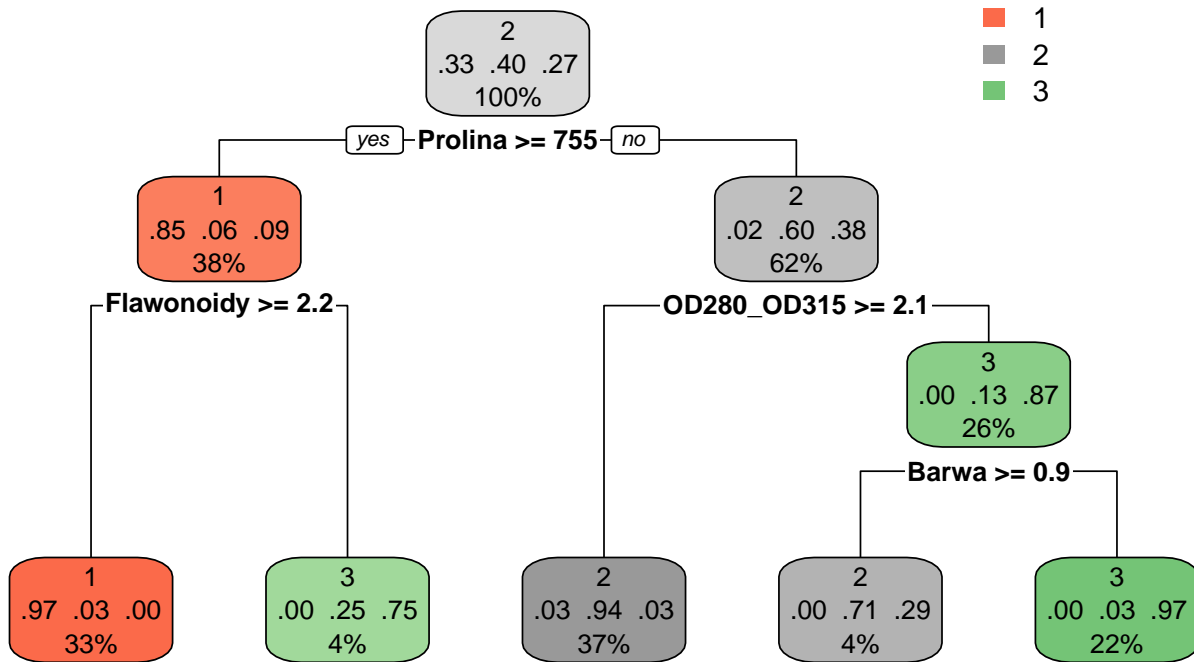 2
.33 .40 .27
100%
1
2
3
yes Prolina >= 755 no
1
.85 .06 .09
38%
2
.02 .60 .38
62%
Flawonoidy >= 2.2
OD280_OD315 >= 2.1
3
.00 .13 .87
26%
Barwa >= 0.9
1
.97 .03 .00
33%
3
.00 .25 .75
4%
2
.03 .94 .03
37%
2
.00 .71 .29
4%
3
.00 .03 .97
22%